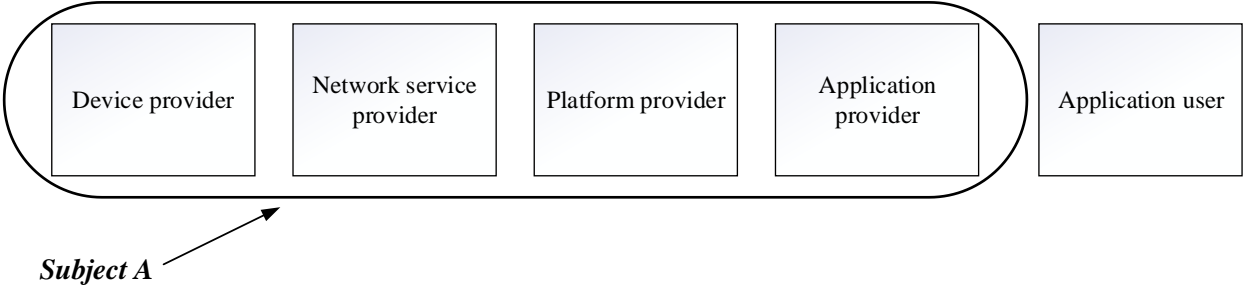 Device provider
Network service
provider
Platform provider
Application
provider
Application user
Subject A